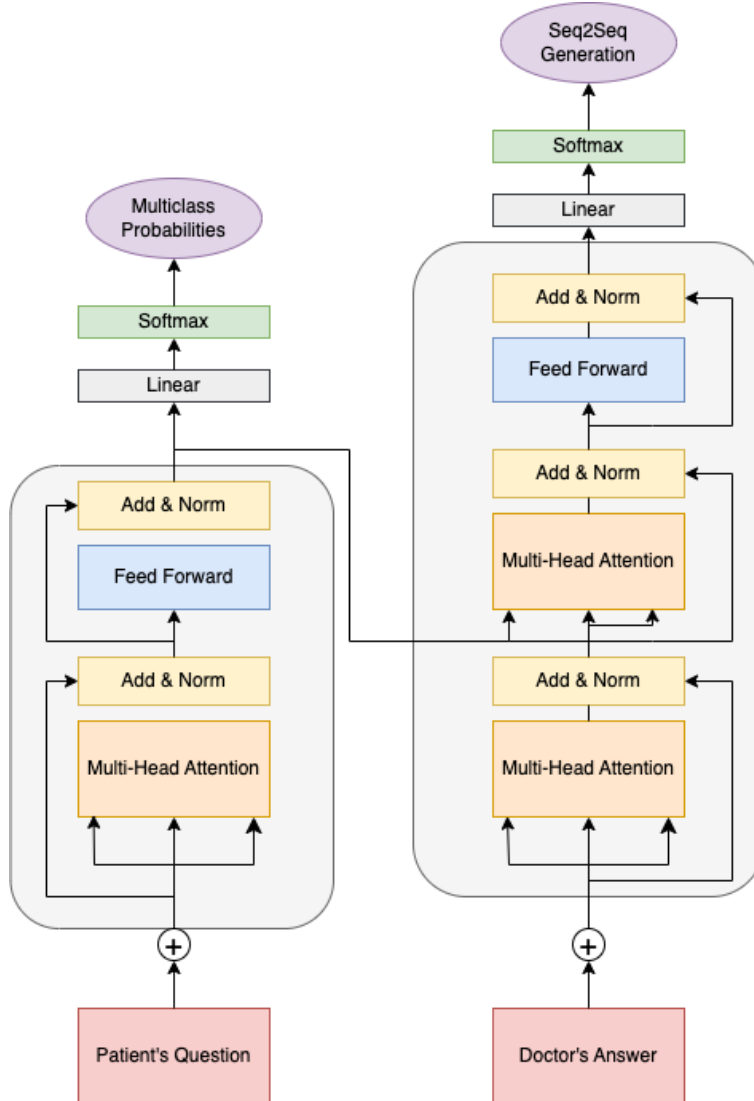 Seq2Seq
Generation
Softmax
Linear
Add & Norm
Feed Forward
Add & Norm
Multi-Head Attention
Add & Norm
Multi-Head Attention
+
Doctor's Answer
Multiclass
Probabilities
Softmax
Linear
Add & Norm
Feed Forward
Add & Norm
Multi-Head Attention
+
Patient's Question